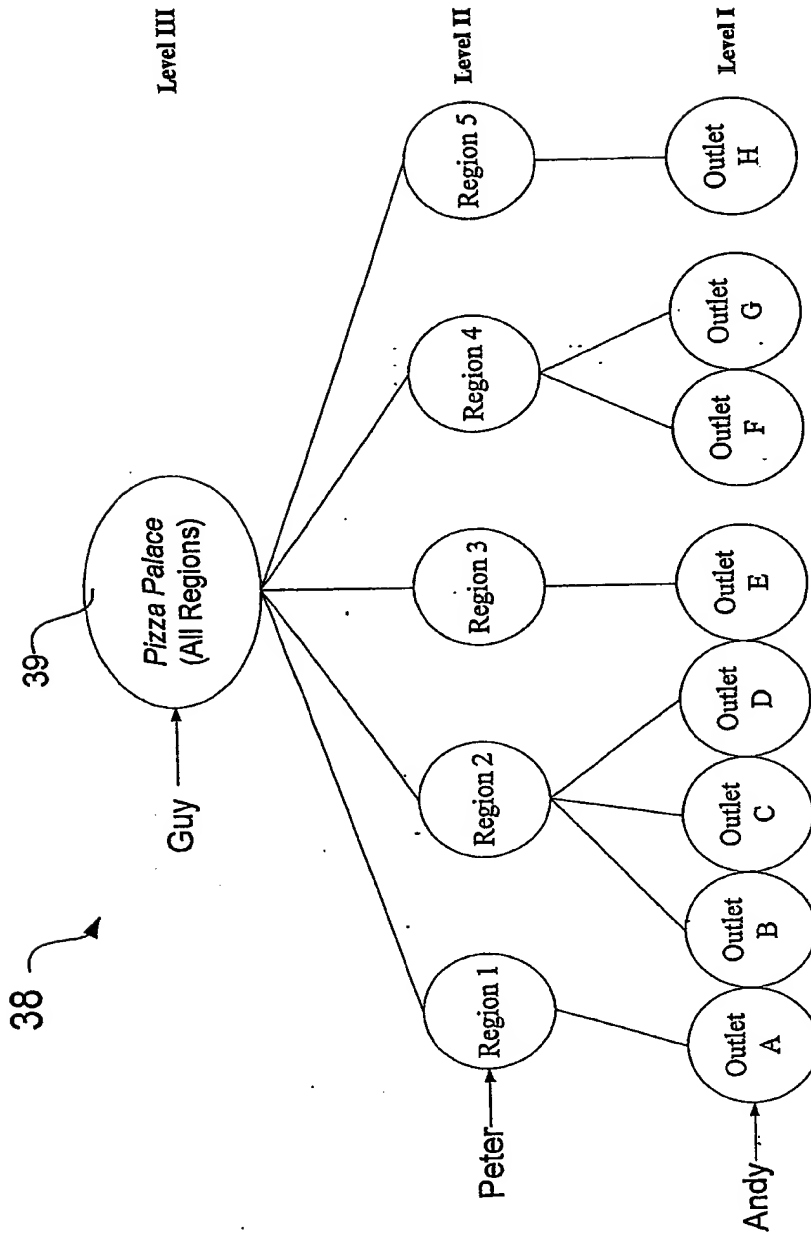 38
39
Pizza Palace
(All Regions)
Level III
Guy
Peter
Region 1
Region 2
Region 3
Region 4
Region 5
Level II
Andy
Outlet
A
Outlet
B
Outlet
C
Outlet
D
Outlet
E
Outlet
F
Outlet
G
Outlet
H
Level I